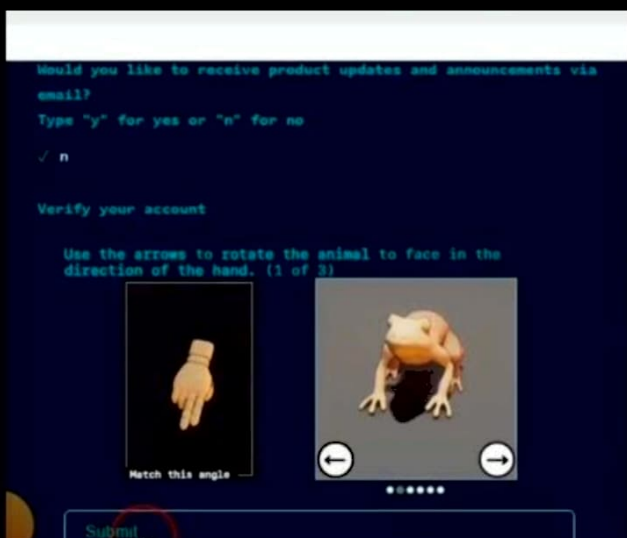 Would you like to receive product updates and announcements via
email?
Type "y" for yes or "n" for no
✓ n
Verify your account
Use the arrows to rotate the animal to face in the
direction of the hand. (1 of 3)
Match this angle
Submit